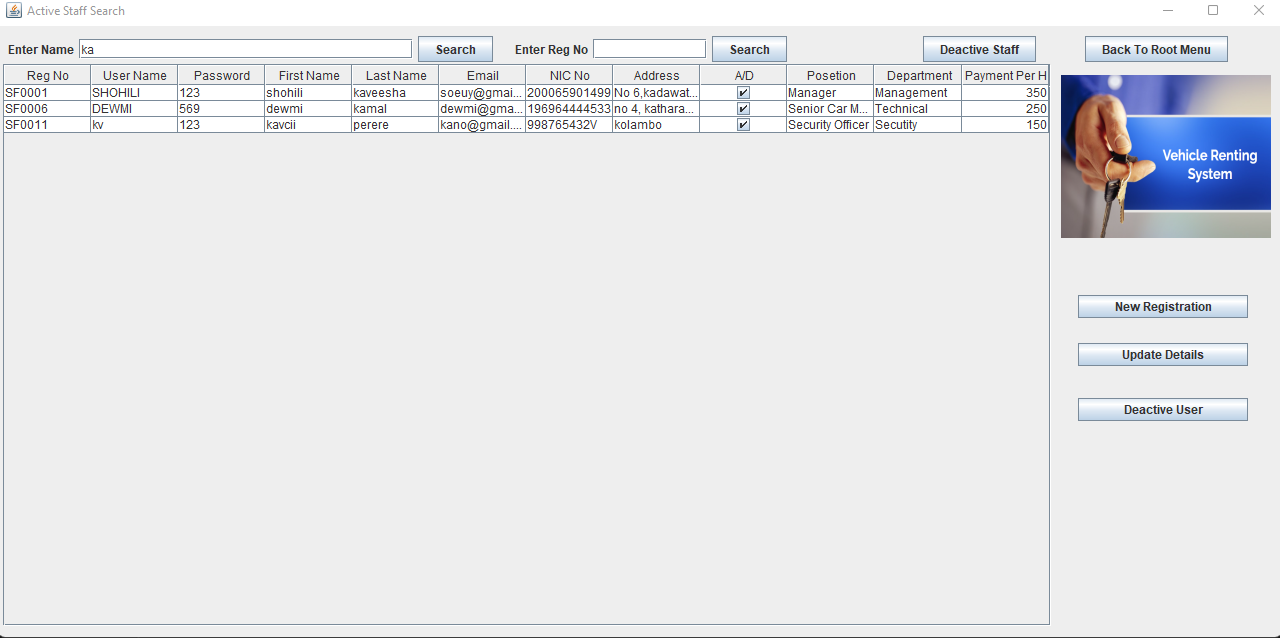 Active Staff Search
Enter Name ka Search Enter Reg No Search Deactive Staff Back To Root Menu
Reg No User Name Password First Name Last Name Email NIC No Address A/D Posetion Department Payment Per H
SF0001 SHOHILI 123 shohili kaveesha soeuy@gmai... 200065901499 No 6,kadawat... Manager Management 350
SF0006 DEWMI 569 dewmi kamal dewmi@gma... 196964444533 no 4, kathara... Senior Car M... Technical 250
SF0011 kv 123 kavcii perere kano@gmail.... 998765432V kolambo Security Officer Secutity 150
Vehicle Renting
System
New Registration
Update Details
Deactive User